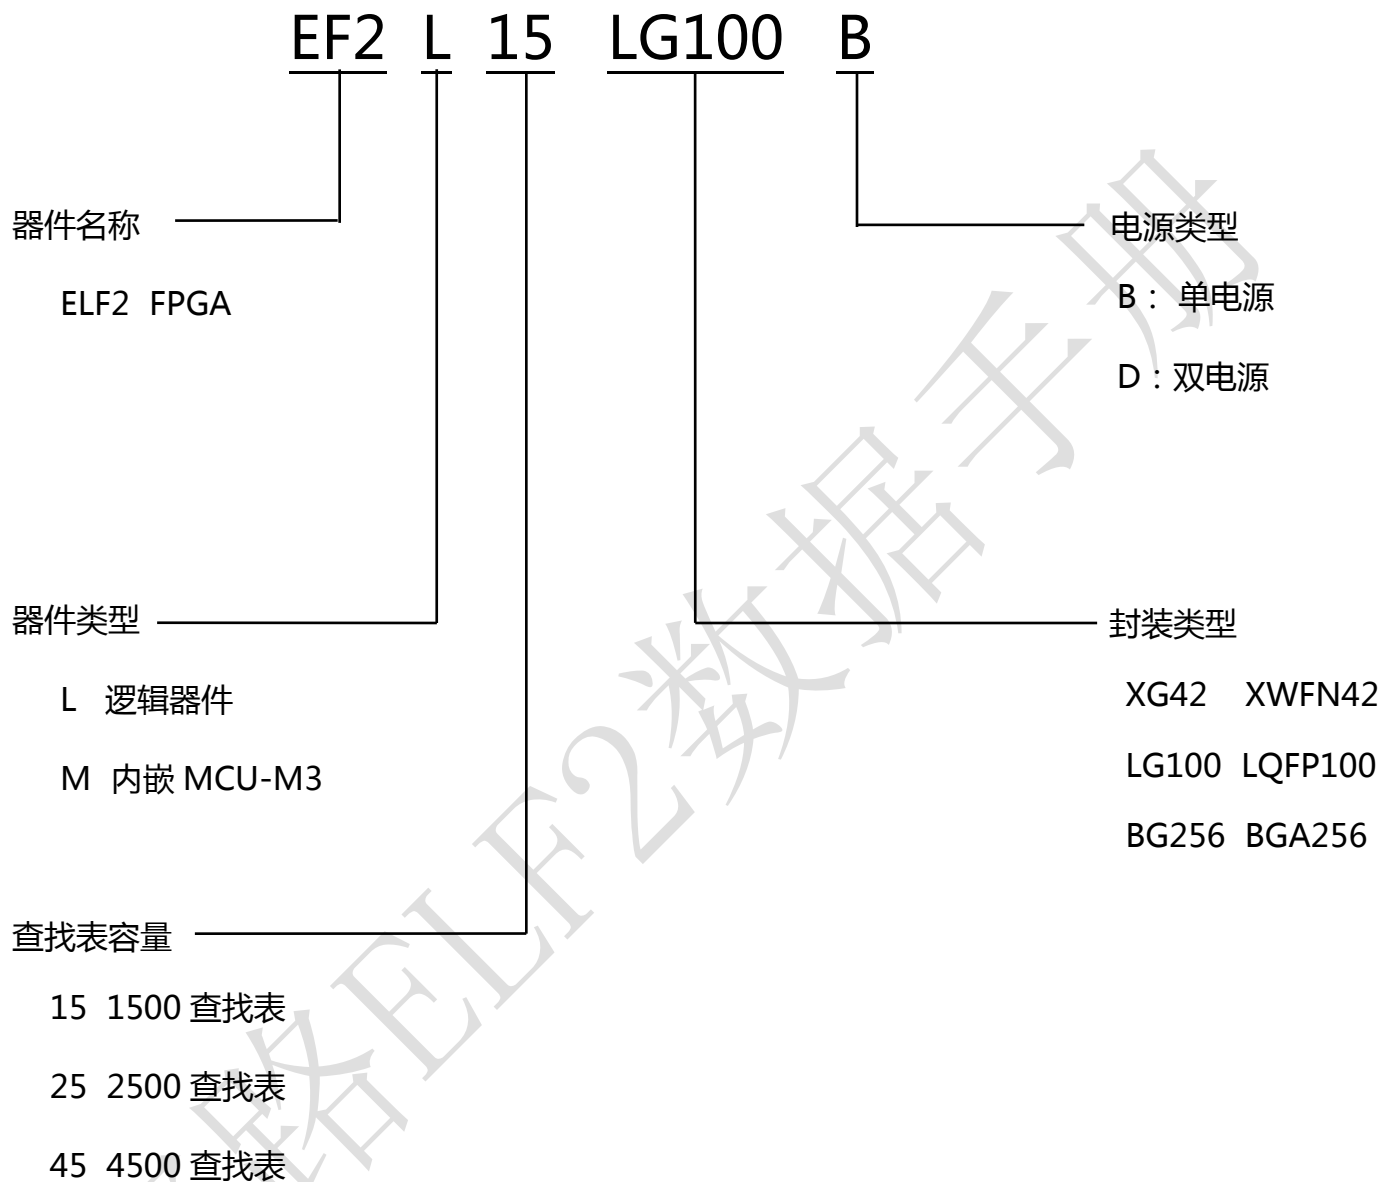 EF2 L 15 LG100 B
器件名称
ELF2 FPGA
电源类型
B： 单电源
D：双电源
器件类型
L 逻辑器件
M 内嵌 MCU-M3
封装类型
XG42 XWFN42
LG100 LQFP100
BG256 BGA256
查找表容量
15 1500 查找表
25 2500 查找表
45 4500 查找表
路ELF2数据手册